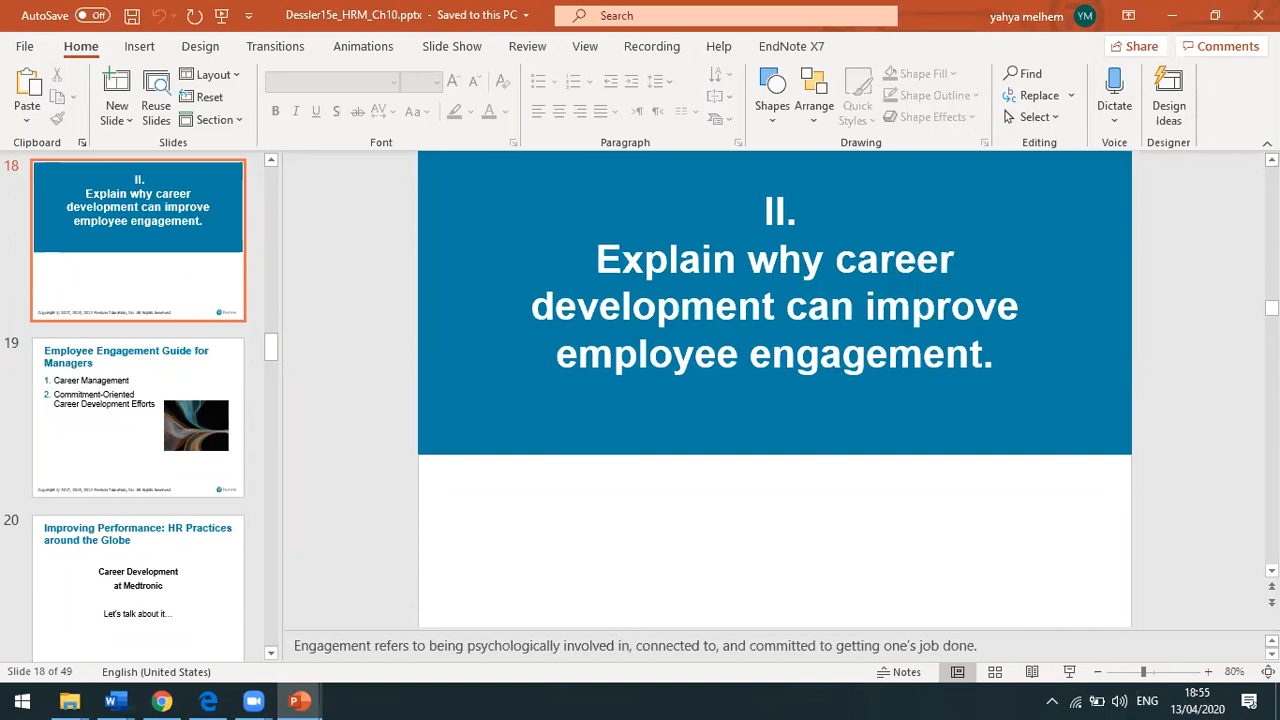 AutoSave Off
Dessler15e_HRM_Ch10.pptx - Saved to this PC
Search
yahya melhem YM
File Home Insert Design Transitions Animations Slide Show Review View Recording Help EndNote X7 Share Comments
Paste
New Slide
Reuse Slides
Layout
Reset
Section
B I U S ab AV Aa A
Shapes
Arrange
Quick Styles
Shape Fill
Shape Outline
Shape Effects
Find
Replace
Select
Dictate
Design Ideas
Clipboard Slides Font Paragraph Drawing Editing Voice Designer
18
II.
Explain why career
development can improve
employee engagement.
19
Employee Engagement Guide for
Managers
1. Career Management
2. Commitment-Oriented
Career Development Efforts
20
Improving Performance: HR Practices
around the Globe
Career Development
at Medtronic
Let's talk about it...
II.
Explain why career
development can improve
employee engagement.
Engagement refers to being psychologically involved in, connected to, and committed to getting one's job done.
Slide 18 of 49 English (United States) Notes 80%
ENG
18:55
13/04/2020